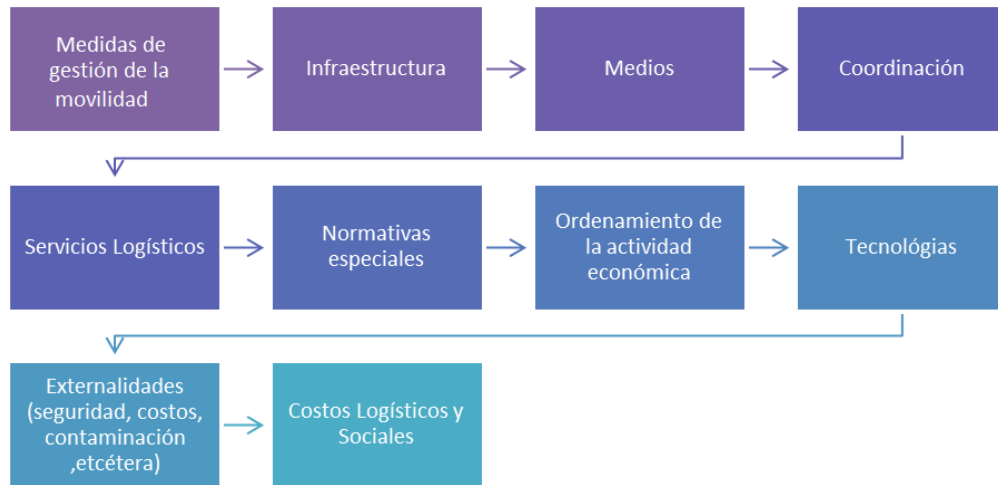 Medidas de
gestión de la
movilidad
Infraestructura
Medios
Coordinación
Servicios Logísticos
Normativas
especiales
Ordenamiento de
la actividad
económica
Tecnológias
Externalidades
(seguridad, costos,
contaminación
,etcétera)
Costos Logísticos y
Sociales